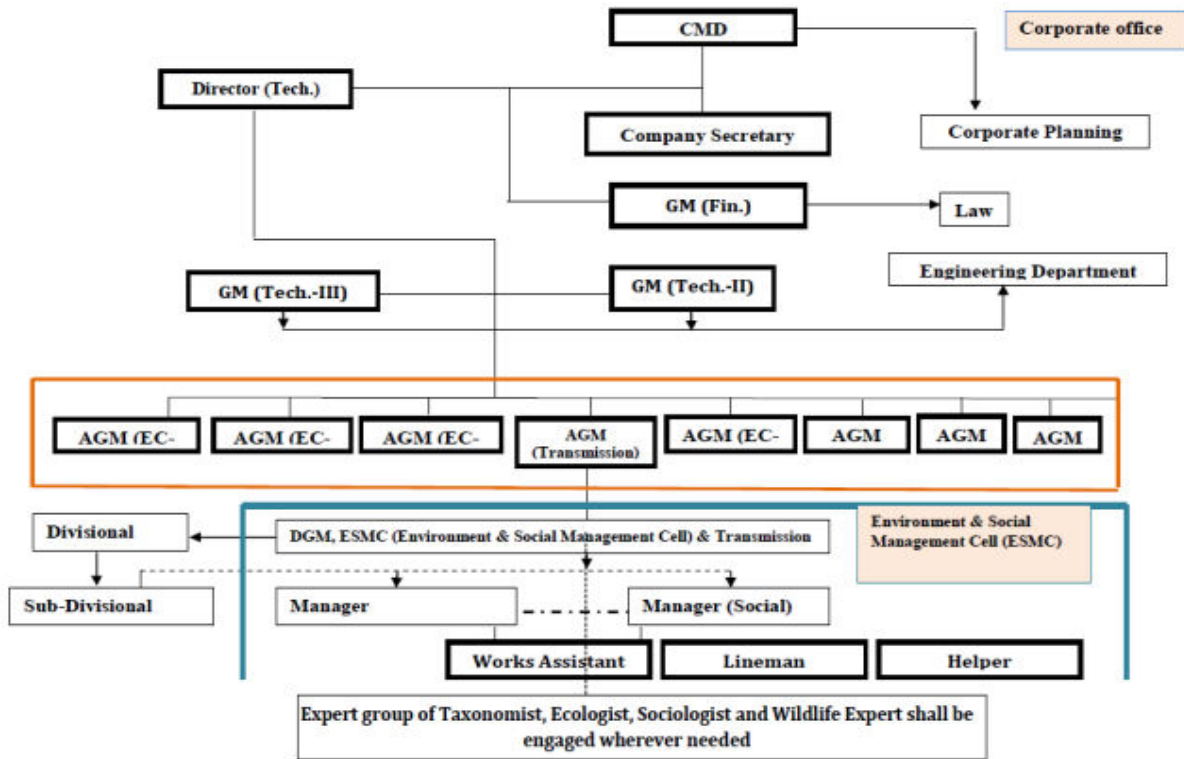 CMD
Corporate office
Director (Tech.)
Company Secretary
Corporate Planning
GM (Fin.)
Law
Engineering Department
GM (Tech.-III)
GM (Tech.-II)
AGM (EC-
AGM (EC-
AGM (EC-
AGM
(Transmission)
AGM (EC-
AGM
AGM
AGM
Divisional
DGM, ESMC (Environment & Social Management Cell) & Transmission
Environment & Social
Management Cell (ESMC)
Sub-Divisional
Manager
Manager (Social)
Works Assistant
Lineman
Helper
Expert group of Taxonomist, Ecologist, Sociologist and Wildlife Expert shall be
engaged wherever needed